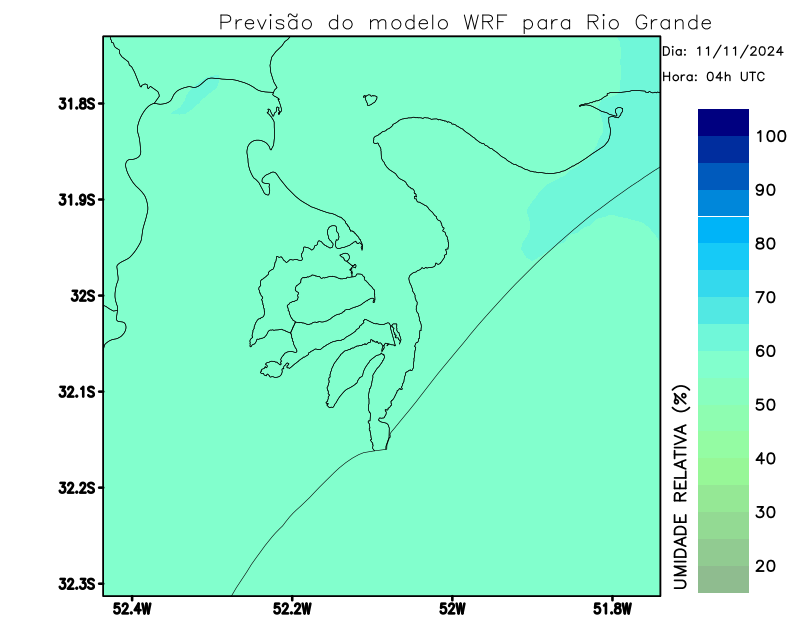 Previsão do modelo WRF para Rio Grande
Dia: 11/11/2024
Hora: 04h UTC
31.8S
31.9S
32S
32.1S
32.2S
32.3S
52.4W
52.2W
52W
51.8W
UMIDADE RELATIVA (%)
100
90
80
70
60
50
40
30
20